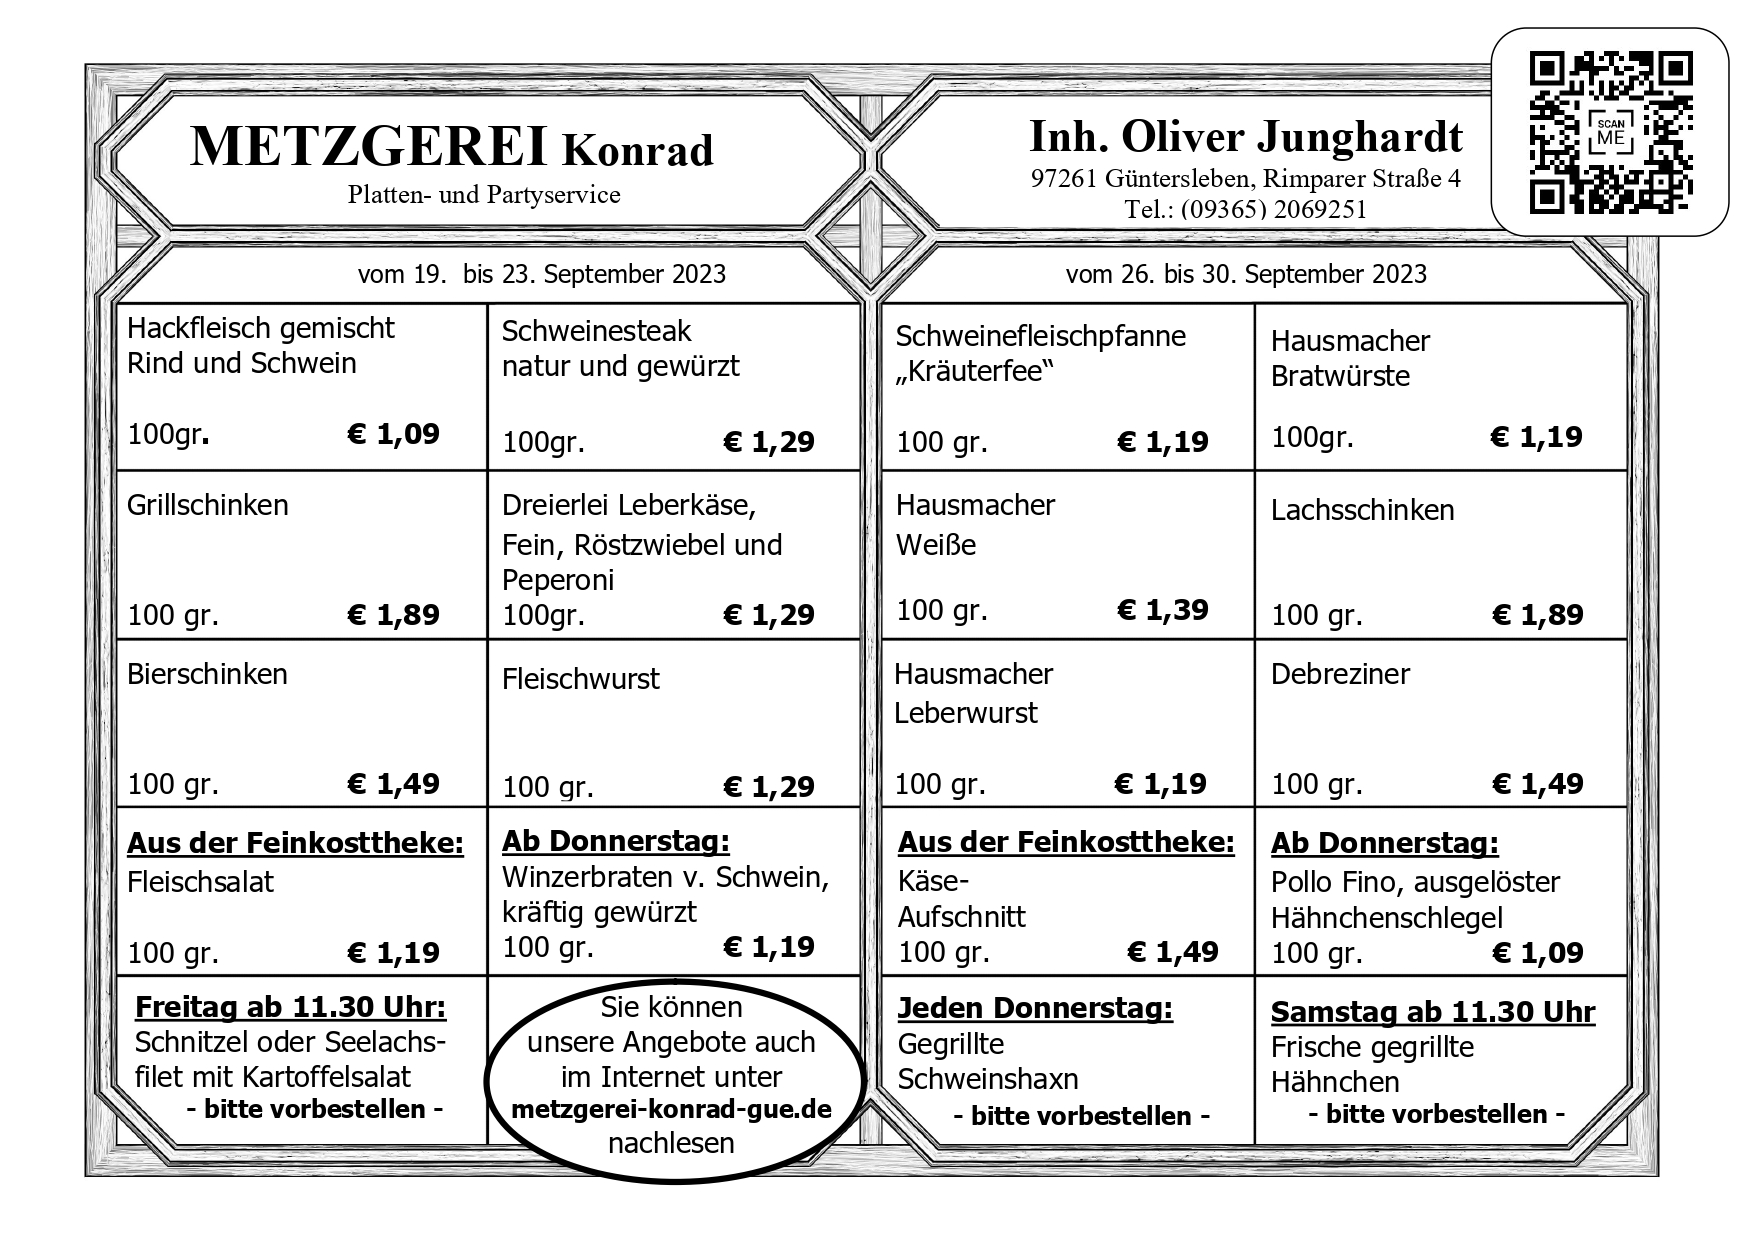 METZGEREI Konrad
Platten- und Partyservice
Inh. Oliver Junghardt
97261 Güntersleben, Rimparer Straße 4
Tel.: (09365) 2069251
SCAN
ME
vom 19.  bis 23. September 2023
Hackfleisch gemischt
Rind und Schwein
100gr. € 1,09
Schweinesteak
natur und gewürzt
100gr. € 1,29
Grillschinken
100 gr. € 1,89
Dreierlei Leberkäse,
Fein, Röstzwiebel und
Peperoni
100gr. € 1,29
Bierschinken
100 gr. € 1,49
Fleischwurst
100 gr. € 1,29
Aus der Feinkosttheke:
Fleischsalat
100 gr. € 1,19
Ab Donnerstag:
Winzerbraten v. Schwein,
kräftig gewürzt
100 gr. € 1,19
Freitag ab 11.30 Uhr:
Schnitzel oder Seelachs-
filet mit Kartoffelsalat
- bitte vorbestellen -
Sie können
unsere Angebote auch
im Internet unter
metzgerei-konrad-gue.de
nachlesen
vom 26. bis 30. September 2023
Schweinefleischpfanne
„Kräuterfee“
100 gr. € 1,19
Hausmacher
Bratwürste
100gr. € 1,19
Hausmacher
Weiße
100 gr. € 1,39
Lachsschinken
100 gr. € 1,89
Hausmacher
Leberwurst
100 gr. € 1,19
Debreziner
100 gr. € 1,49
Aus der Feinkosttheke:
Käse-
Aufschnitt
100 gr. € 1,49
Ab Donnerstag:
Pollo Fino, ausgelöster
Hähnchenschlegel
100 gr. € 1,09
Jeden Donnerstag:
Gegrillte
Schweinshaxn
- bitte vorbestellen -
Samstag ab 11.30 Uhr
Frische gegrillte
Hähnchen
- bitte vorbestellen -